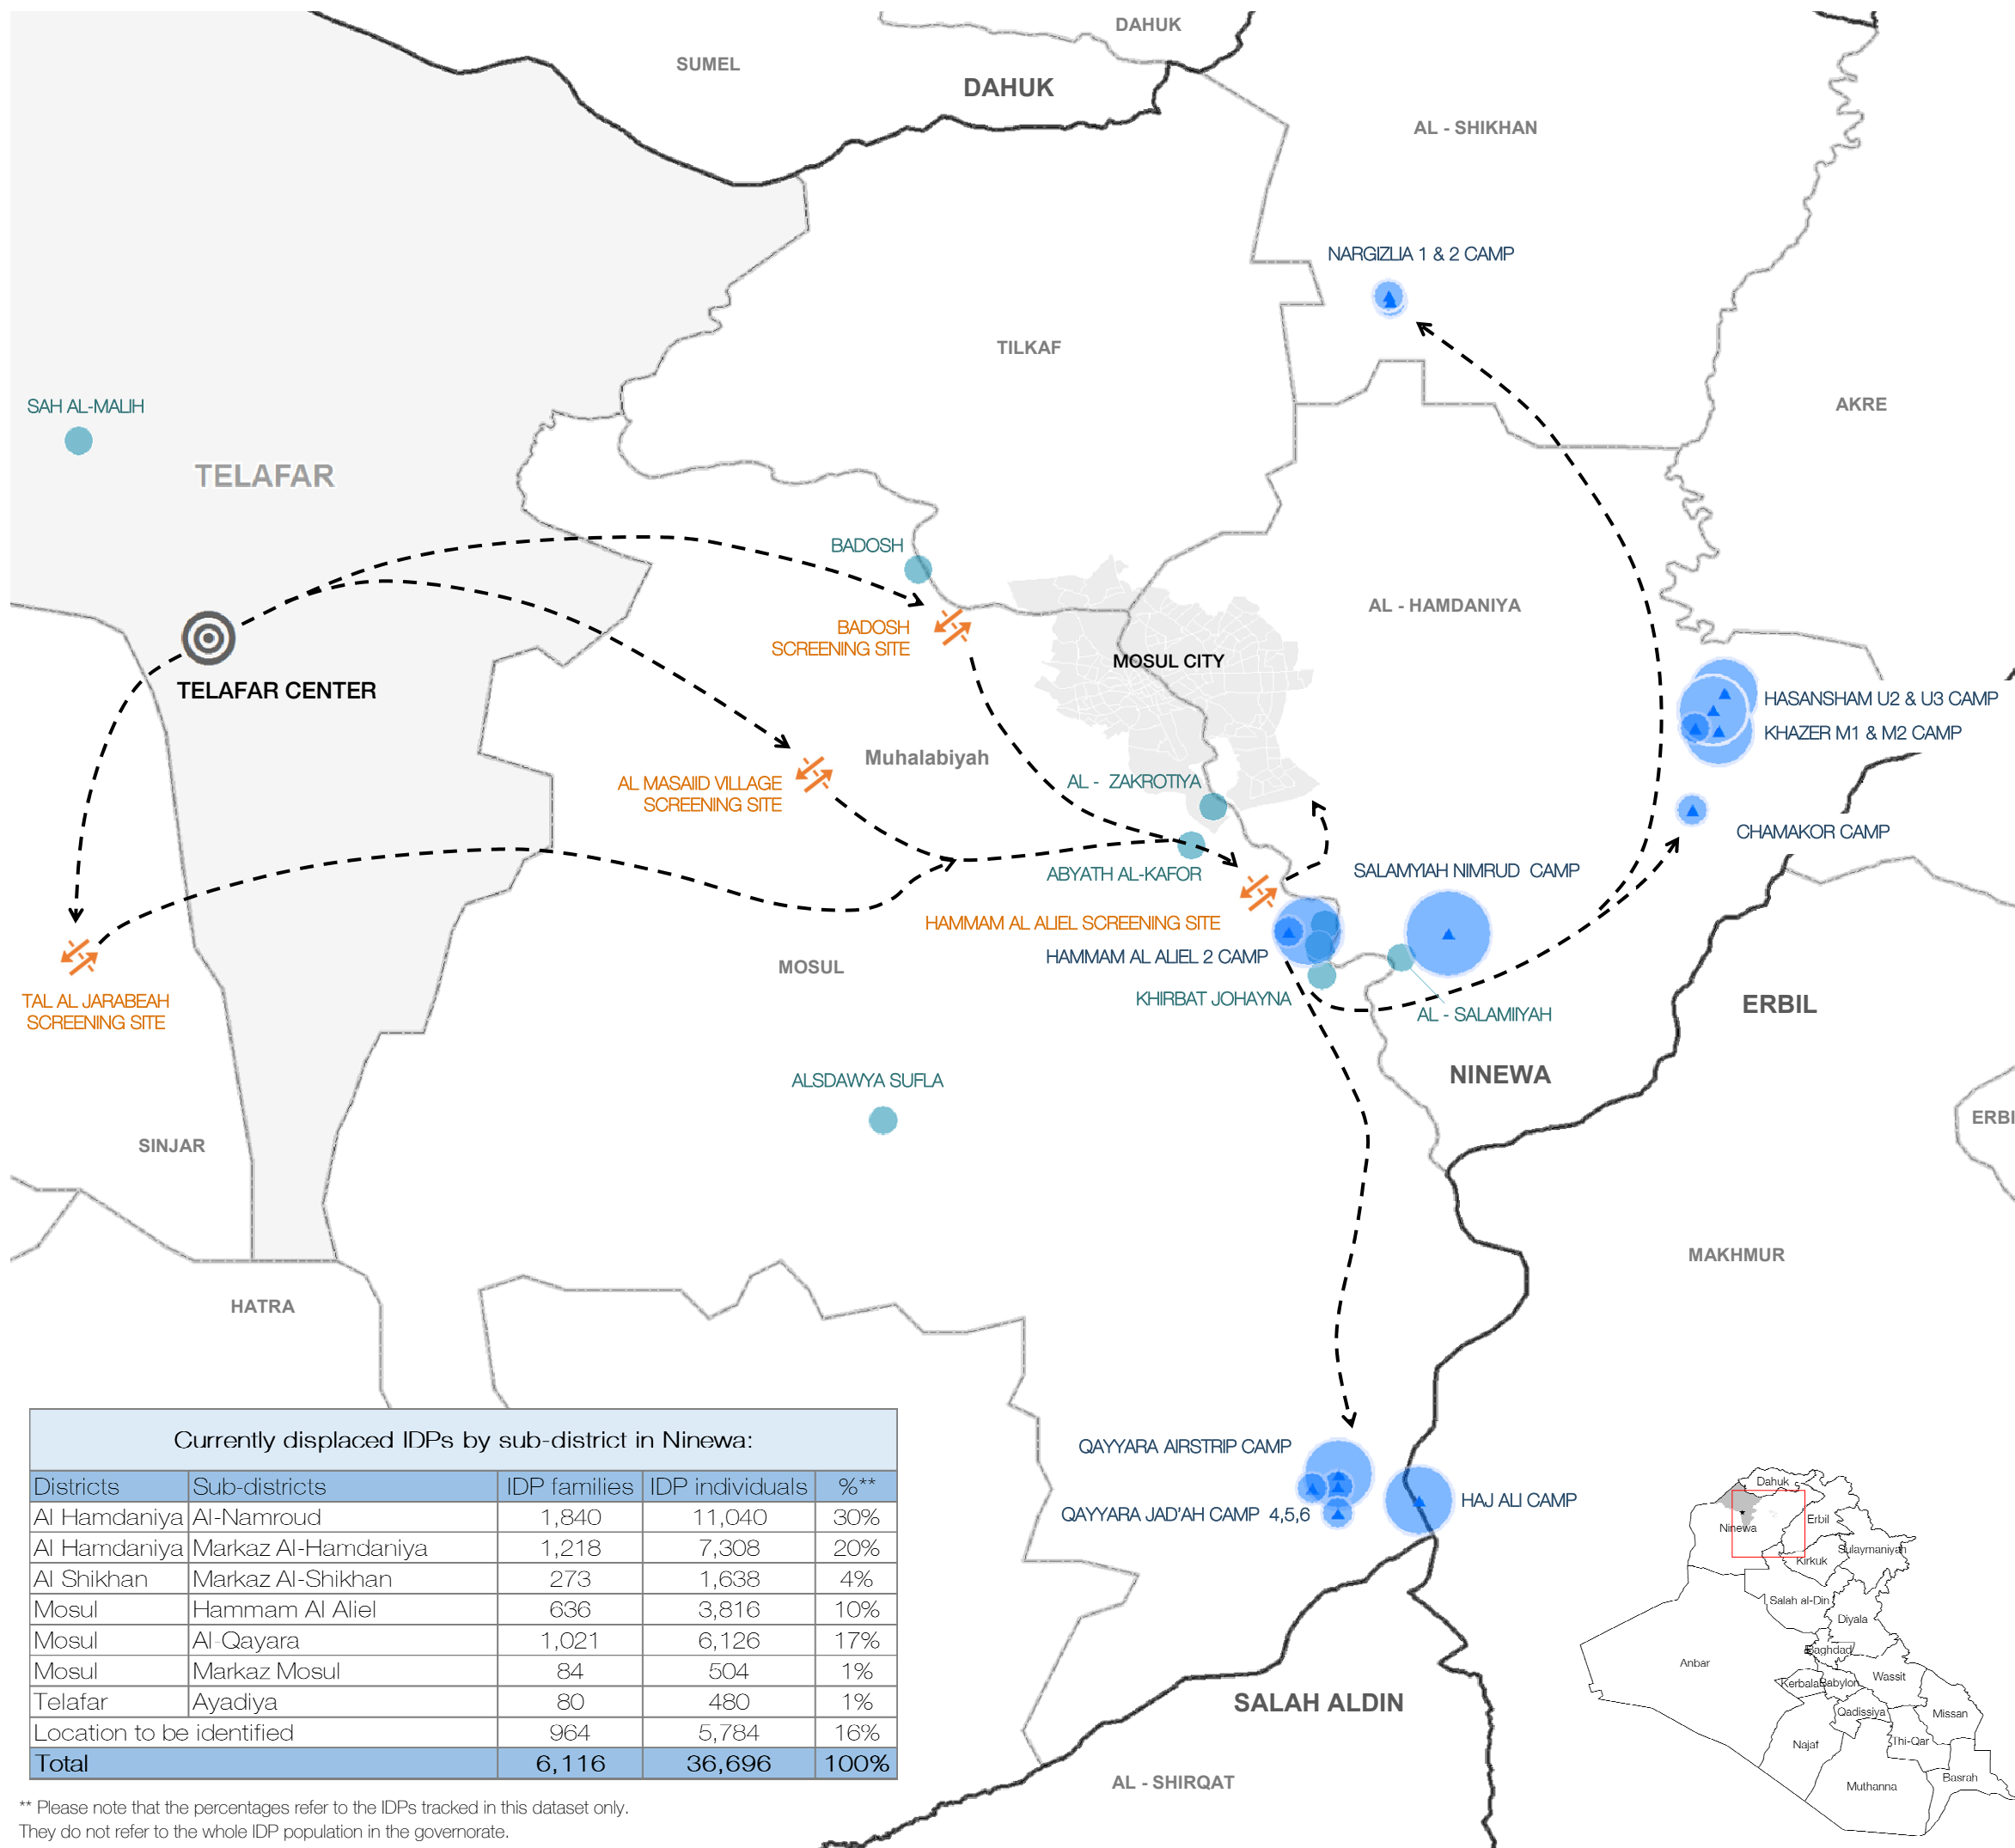 DAHUK
SUMEL
DAHUK
AL - SHIKHAN
NARGIZLIA 1 & 2 CAMP
TILKAF
SAH AL-MALIH
AKRE
TELAFAR
BADOSH
AL - HAMDANIYA
BADOSH
SCREENING SITE
MOSUL CITY
TELAFAR CENTER
HASANSHAM U2 & U3 CAMP
KHAZER M1 & M2 CAMP
Muhalabiyah
AL MASAIID VILLAGE
SCREENING SITE
AL - ZAKROTIYA
CHAMAKOR CAMP
ABYATH AL-KAFOR
SALAMYIAH NIMRUD CAMP
HAMMAM AL ALIEL SCREENING SITE
HAMMAM AL ALIEL 2 CAMP
MOSUL
TAL AL JARABEAH
SCREENING SITE
KHIRBAT JOHAYNA
AL - SALAMIIYAH
ERBIL
NINEWA
ALSDAWYA SUFLA
ERBI
SINJAR
MAKHMUR
HATRA
QAYYARA AIRSTRIP CAMP
QAYYARA JAD'AH CAMP 4,5,6
HAJ ALI CAMP
SALAH ALDIN
AL - SHIRQAT
Currently displaced IDPs by sub-district in Ninewa:
Districts Sub-districts IDP families IDP individuals %**
Al Hamdaniya Al-Namroud 1,840 11,040 30%
Al Hamdaniya Markaz Al-Hamdaniya 1,218 7,308 20%
Al Shikhan Markaz Al-Shikhan 273 1,638 4%
Mosul Hammam Al Aliel 636 3,816 10%
Mosul Al-Qayara 1,021 6,126 17%
Mosul Markaz Mosul 84 504 1%
Telafar Ayadiya 80 480 1%
Location to be identified 964 5,784 16%
Total 6,116 36,696 100%
** Please note that the percentages refer to the IDPs tracked in this dataset only.
They do not refer to the whole IDP population in the governorate.
Dahuk
Ninewa
Erbil
Sulaymaniyah
Kirkuk
Salah al-Din
Diyala
Baghdad
Anbar
Wassit
Kerbala
Babylon
Qadissiya
Missan
Najaf
Thi-Qar
Basrah
Muthanna